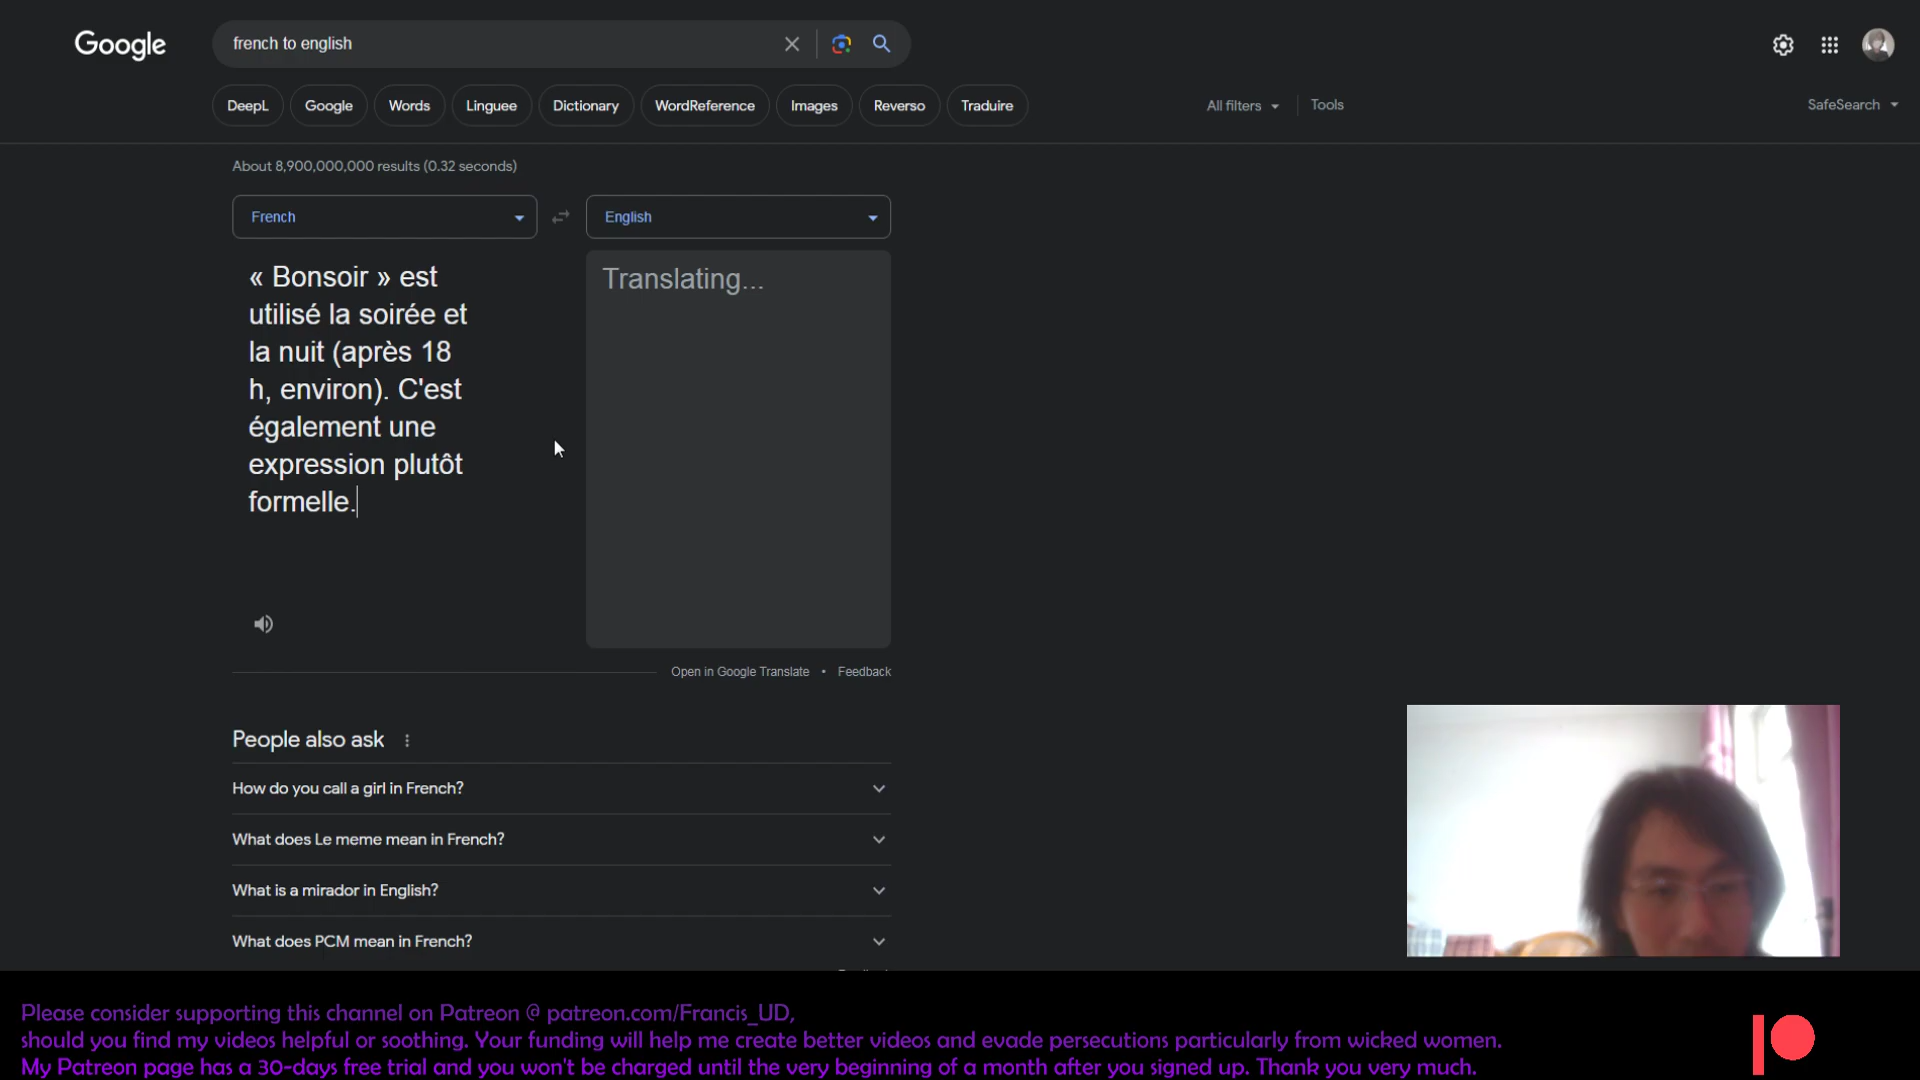 Google
french to english
DeepL
Google
Words
Linguee
Dictionary
WordReference
Images
Reverso
Traduire
All filters
Tools
SafeSearch
About 8,900,000,000 results (0.32 seconds)
French
English
« Bonsoir » est
utilisé la soirée et
la nuit (après 18
h, environ). C'est
également une
expression plutôt
formelle.
Translating...
Open in Google Translate • Feedback
People also ask
How do you call a girl in French?
What does Le meme mean in French?
What is a mirador in English?
What does PCM mean in French?
Please consider supporting this channel on Patreon @ patreon.com/Francis_UD,
should you find my videos helpful or soothing. Your funding will help me create better videos and evade persecutions particularly from wicked women.
My Patreon page has a 30-days free trial and you won't be charged until the very beginning of a month after you signed up. Thank you very much.